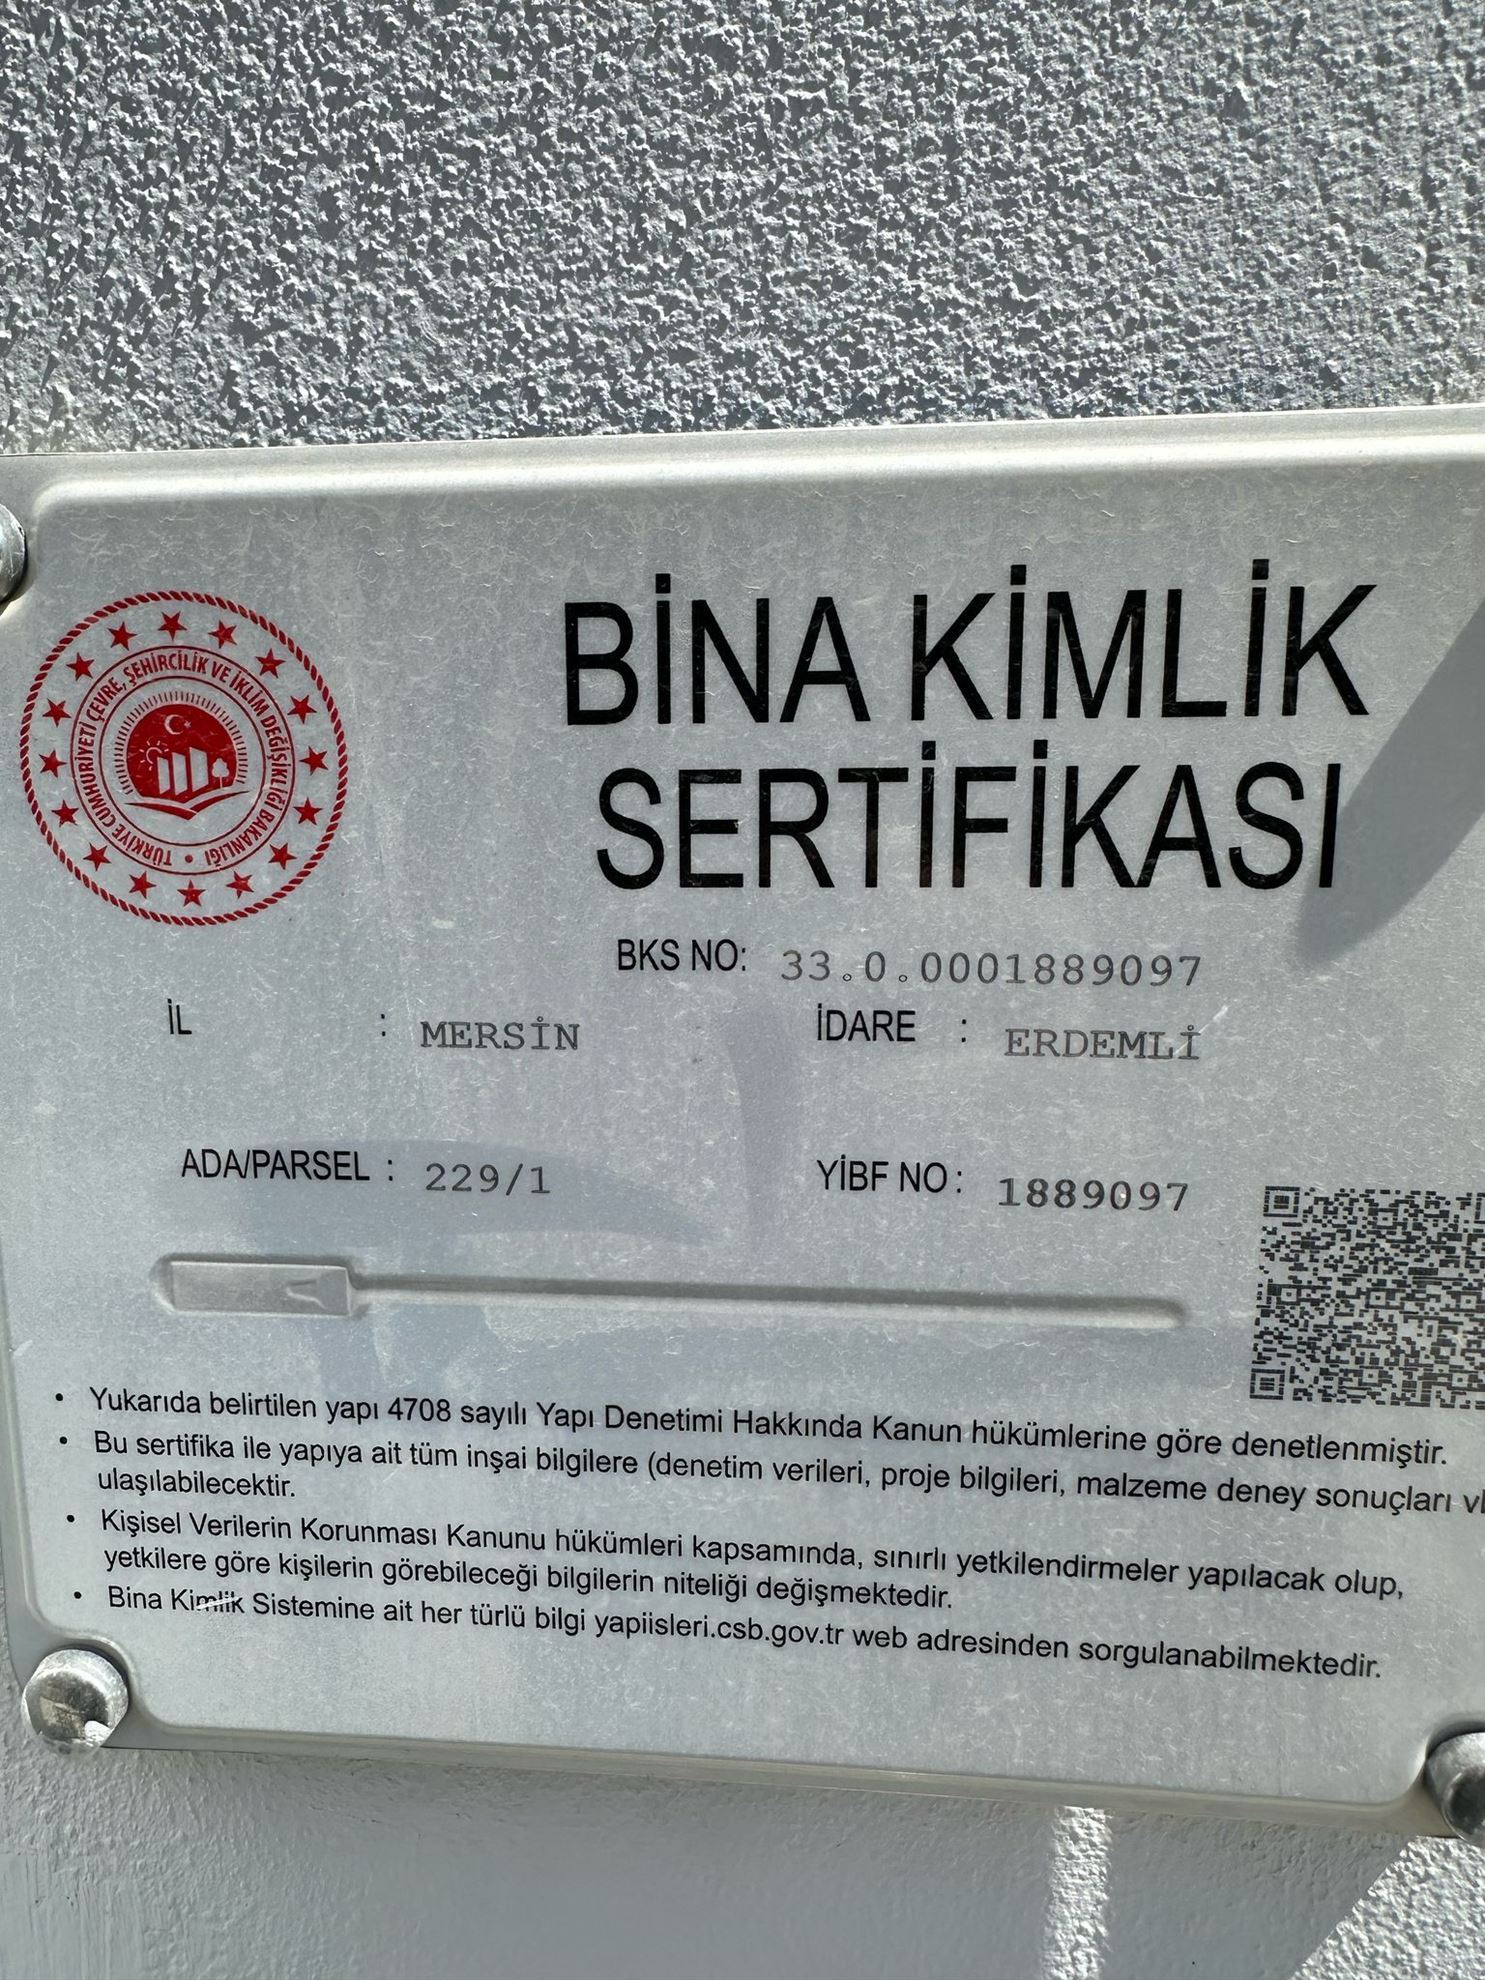 TÜRKİYE CUMHURİYETİ ÇEVRE, ŞEHİRCİLİK VE İKLİM DEĞİŞİKLİĞİ BAKANLIĞI
BİNA KİMLİK
SERTİFİKASI
BKS NO: 33.0.0001889097
İL : MERSİN İDARE : ERDEMLİ
ADA/PARSEL : 229/1 YİBF NO : 1889097
• Yukarıda belirtilen yapı 4708 sayılı Yapı Denetimi Hakkında Kanun hükümlerine göre denetlenmiştir.
• Bu sertifika ile yapıya ait tüm inşai bilgilere (denetim verileri, proje bilgileri, malzeme deney sonuçları
ulaşılabilecektir.
• Kişisel Verilerin Korunması Kanunu hükümleri kapsamında, sınırlı yetkilendirmeler yapılacak olup,
yetkilere göre kişilerin görebileceği bilgilerin niteliği değişmektedir.
• Bina Kimlik Sistemine ait her türlü bilgi yapiisleri.csb.gov.tr web adresinden sorgulanabilmektedir.